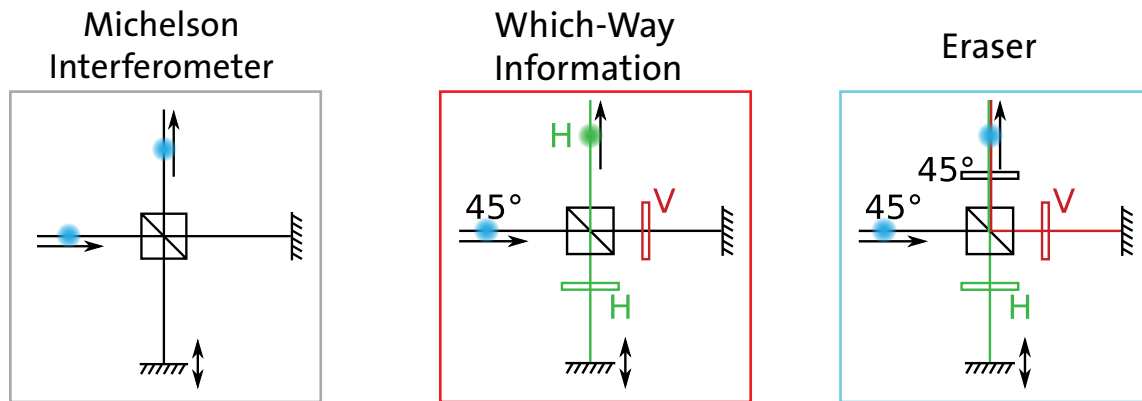 Michelson
Interferometer
Which-Way
Information
Eraser
H
45°
V
H
45°
45°
V
H